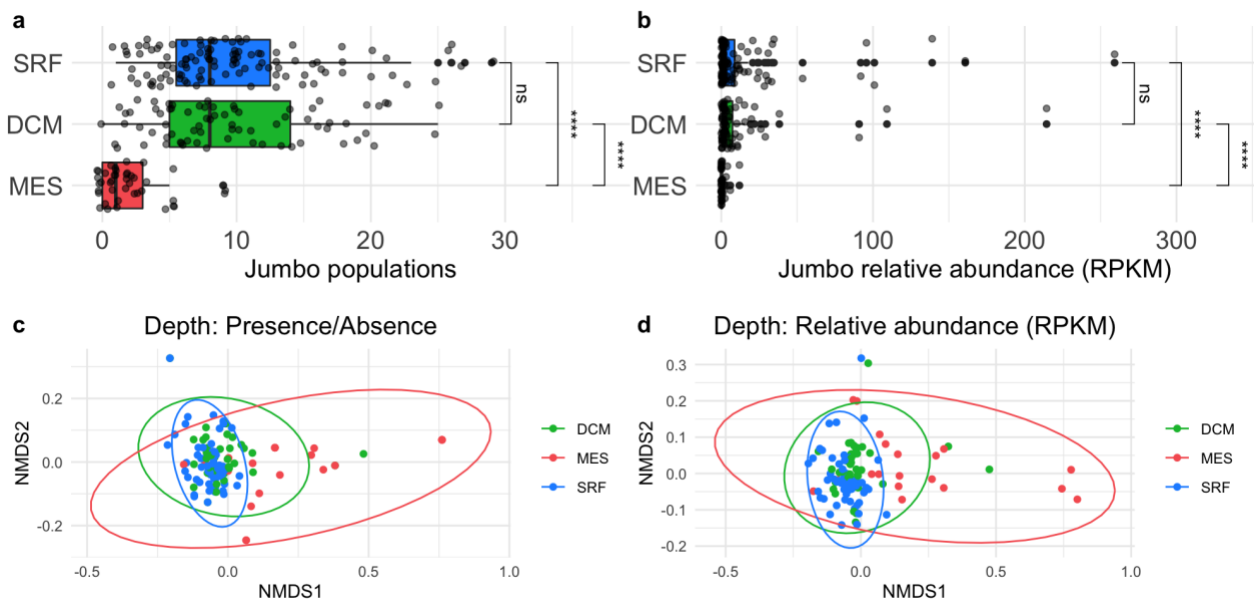 a
SRF
DCM
MES
ns
****
****
0 10 20 30
Jumbo populations
b
SRF
DCM
MES
ns
****
****
0 100 200 300
Jumbo relative abundance (RPKM)
c Depth: Presence/Absence
NMDS2
0.2
0.0
-0.2
-0.5 0.0 0.5 1.0
NMDS1
DCM
MES
SRF
d Depth: Relative abundance (RPKM)
NMDS2
0.3
0.2
0.1
0.0
-0.1
-0.2
-0.5 0.0 0.5 1.0
NMDS1
DCM
MES
SRF